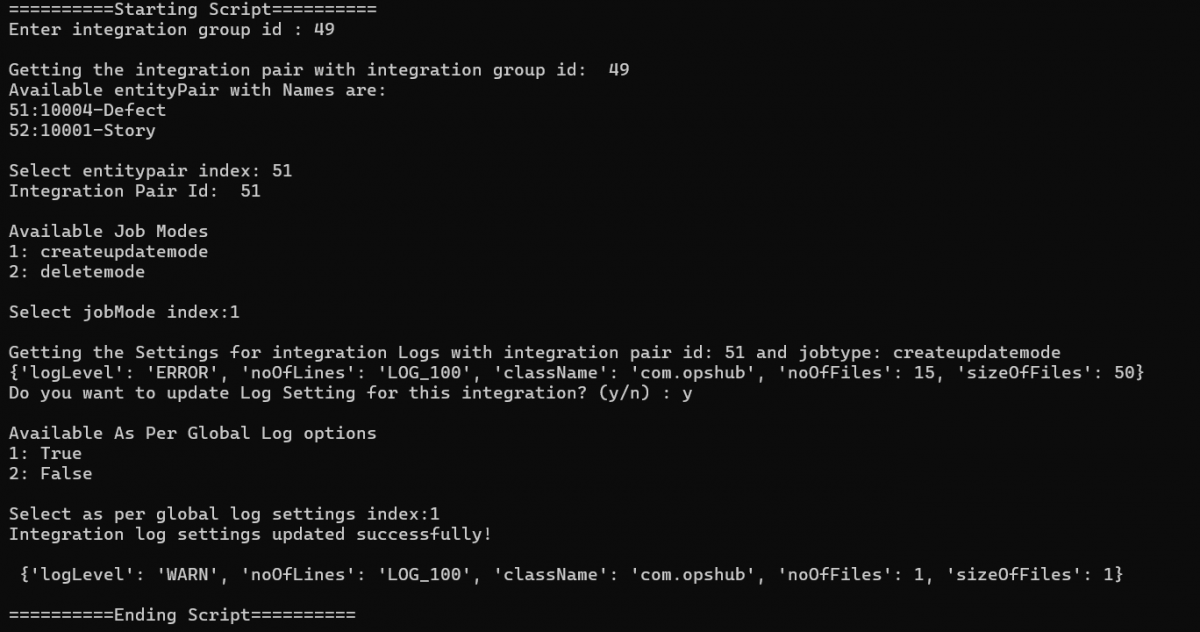 ==========Starting Script==========
Enter integration group id : 49
Getting the integration pair with integration group id:  49
Available entityPair with Names are:
51:10004-Defect
52:10001-Story
Select entitypair index: 51
Integration Pair Id:  51
Available Job Modes
1: createupdatemode
2: deletemode
Select jobMode index:1
Getting the Settings for integration Logs with integration pair id: 51 and jobtype: createupdatemode
{'logLevel': 'ERROR', 'noOfLines': 'LOG_100', 'className': 'com.opshub', 'noOfFiles': 15, 'sizeOfFiles': 50}
Do you want to update Log Setting for this integration? (y/n) : y
Available As Per Global Log options
1: True
2: False
Select as per global log settings index:1
Integration log settings updated successfully!
{'logLevel': 'WARN', 'noOfLines': 'LOG_100', 'className': 'com.opshub', 'noOfFiles': 1, 'sizeOfFiles': 1}
==========Ending Script==========